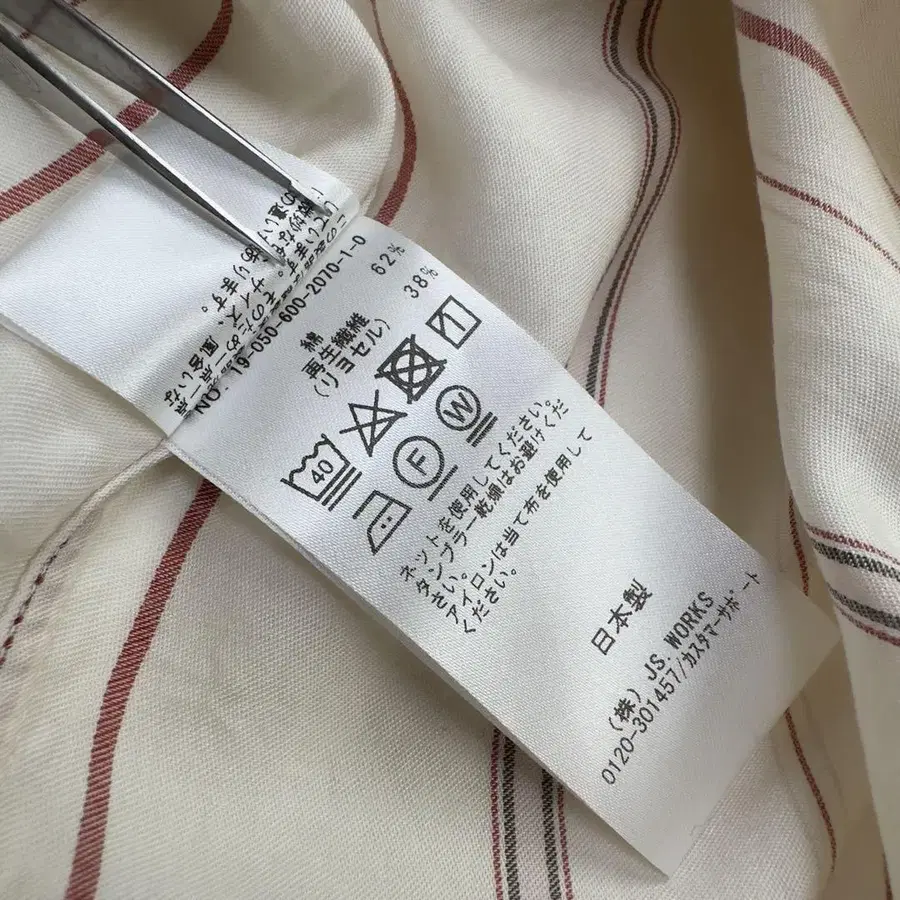 NO. 19-050-600-2070-1-0
綿 62%
再生繊維 38%
(リヨセル)
40
F
W
ネットを使用してください。
タンブラー乾燥はお避けくだ
さい。
アイロンは当て布を使用して
ください。
日本製
(株) JS. WORKS
0120-301457/カスタマーサポート